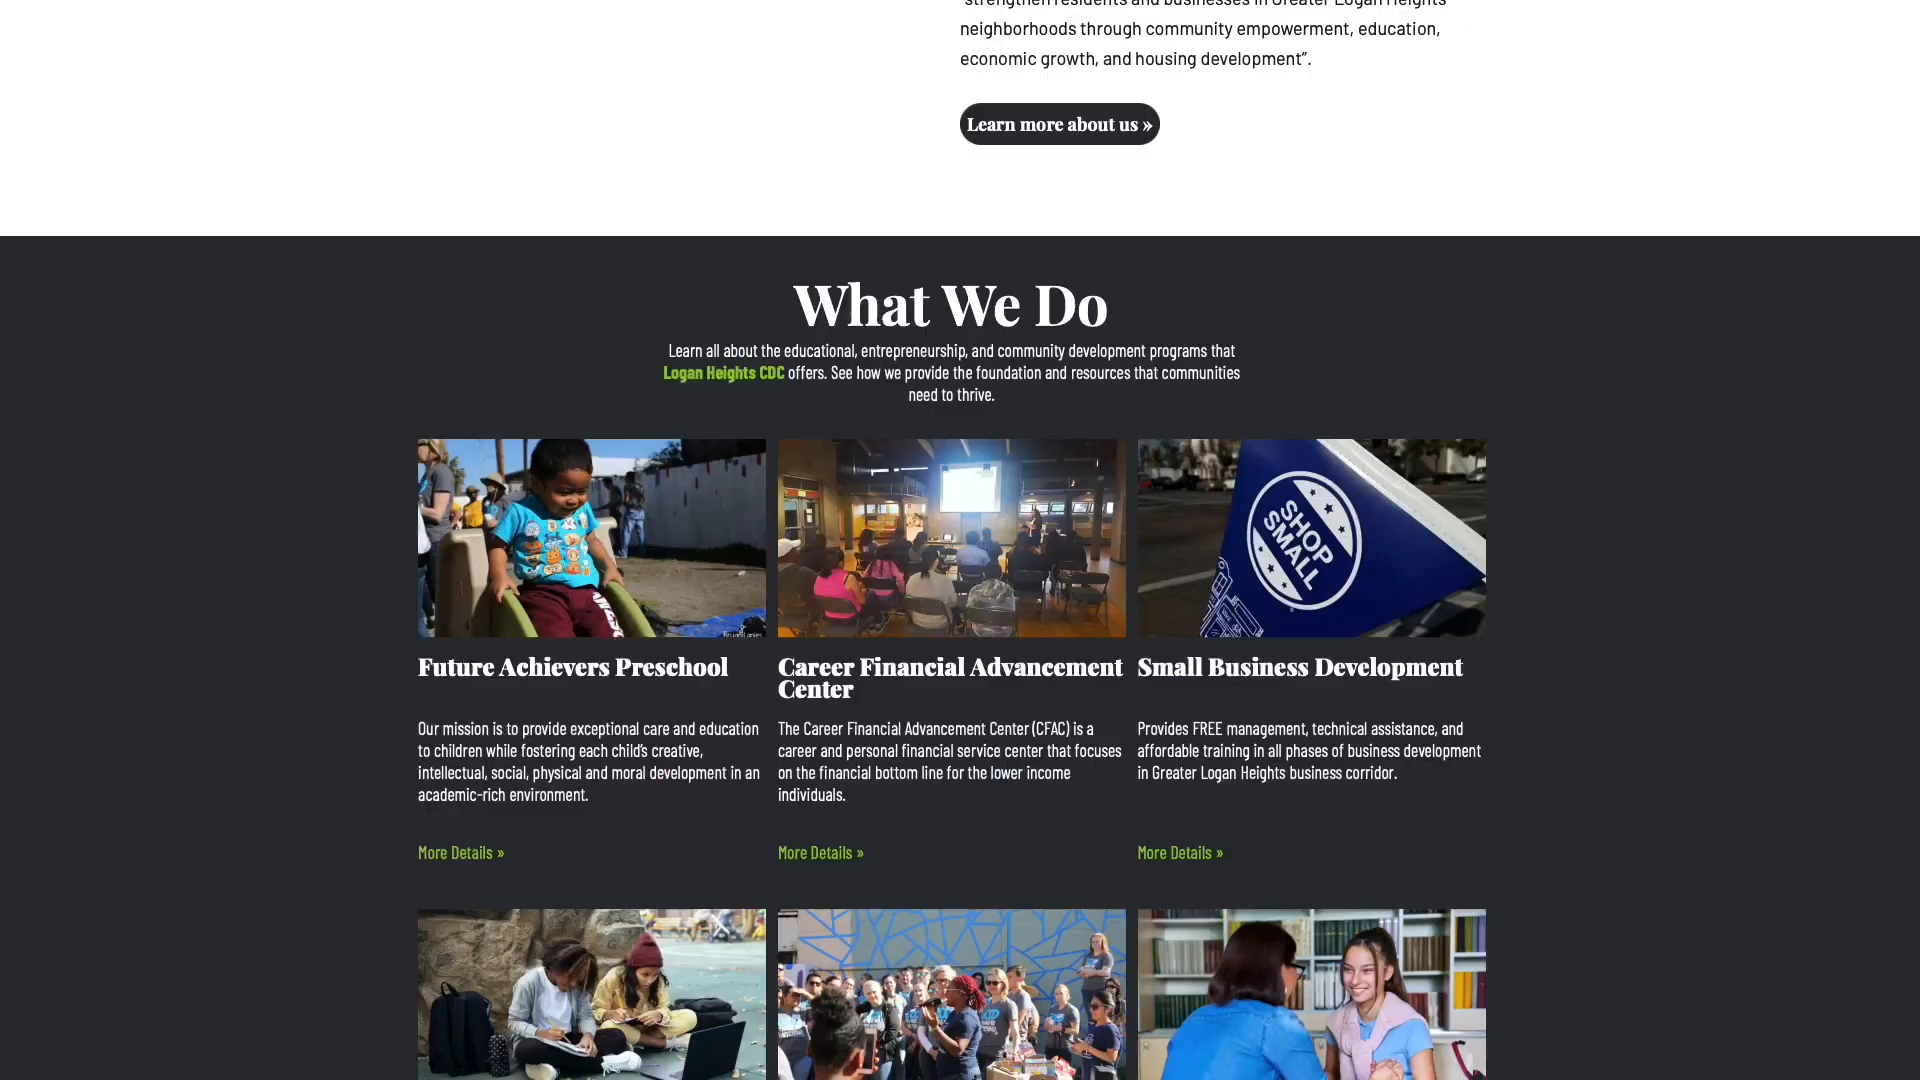 neighborhoods through community empowerment, education,
economic growth, and housing development”.
Learn more about us »
What We Do
Learn all about the educational, entrepreneurship, and community development programs that
Logan Heights CDC offers. See how we provide the foundation and resources that communities
need to thrive.
SHOP
SMALL
Future Achievers Preschool
Career Financial Advancement
Center
Small Business Development
Our mission is to provide exceptional care and education
to children while fostering each child’s creative,
intellectual, social, physical and moral development in an
academic-rich environment.
The Career Financial Advancement Center (CFAC) is a
career and personal financial service center that focuses
on the financial bottom line for the lower income
individuals.
Provides FREE management, technical assistance, and
affordable training in all phases of business development
in Greater Logan Heights business corridor.
More Details »
More Details »
More Details »